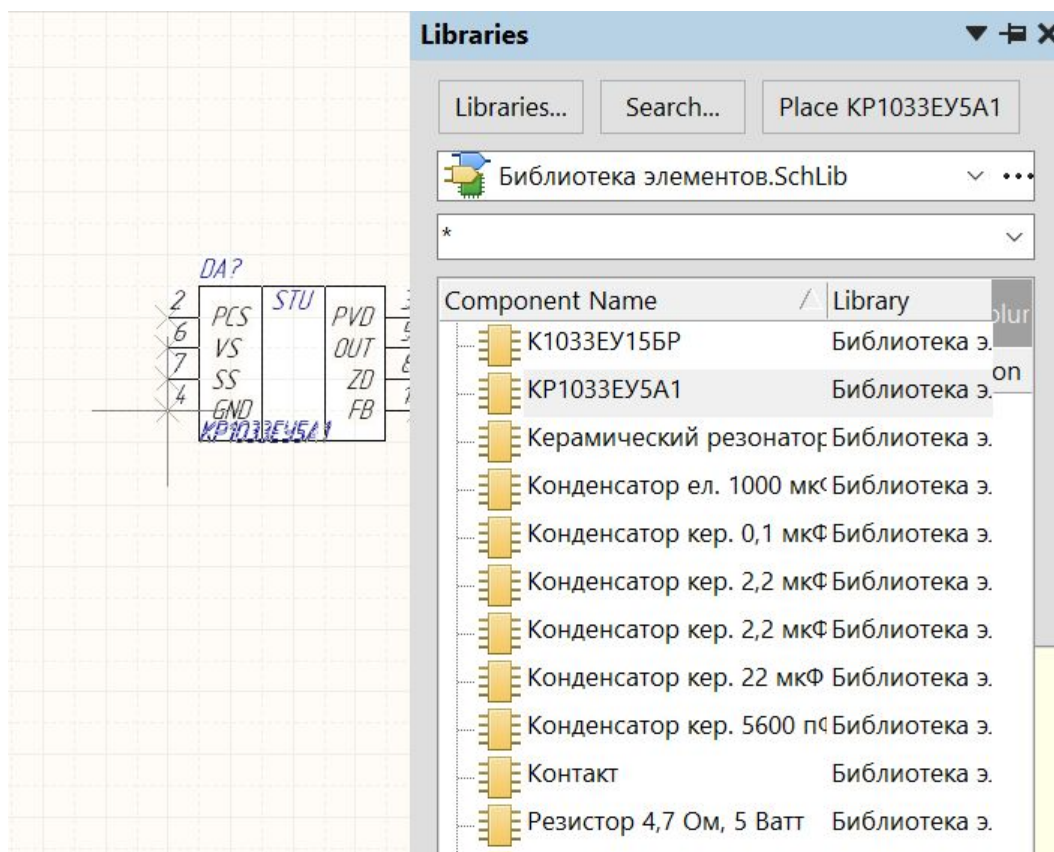 Libraries
Libraries...
Search...
Place КР1033ЕУ5А1
Библиотека элементов.SchLib
*
Component Name
Library
К1033ЕУ15БР Библиотека э.
КР1033ЕУ5А1 Библиотека э. on
Керамический резонатор Библиотека э.
Конденсатор ел. 1000 мк Библиотека э.
Конденсатор кер. 0,1 мкФ Библиотека э.
Конденсатор кер. 2,2 мкФ Библиотека э.
Конденсатор кер. 2,2 мкФ Библиотека э.
Конденсатор кер. 22 мкФ Библиотека э.
Конденсатор кер. 5600 п Библиотека э.
Контакт Библиотека э.
Резистор 4,7 Ом, 5 Ватт Библиотека э.
DA?
2 PCS STU PVD
6 VS OUT
7 SS ZD
4 GND FB
КР1033ЕУ5А1